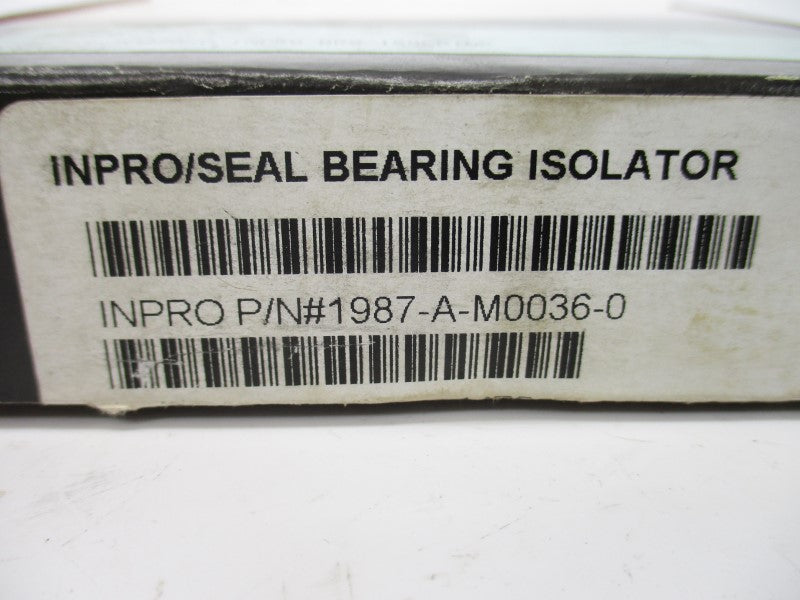 INPRO/SEAL BEARING ISOLATOR
INPRO P/N#1987-A-M0036-0